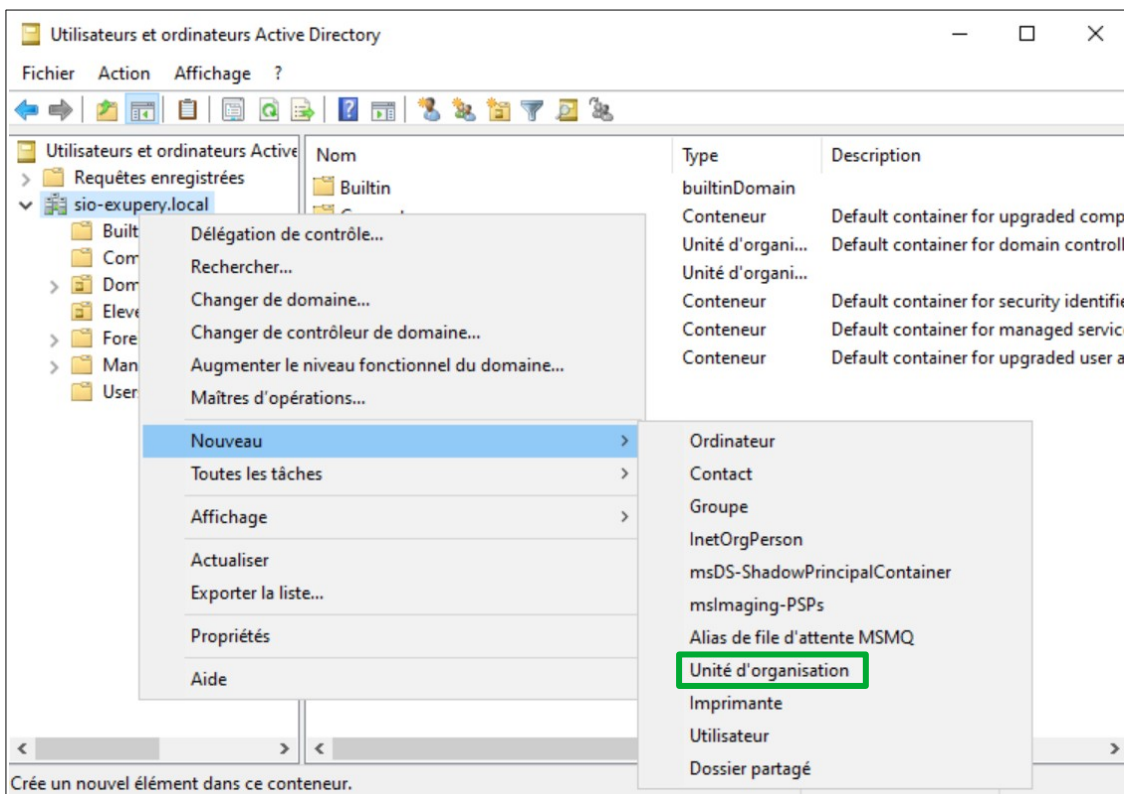 Utilisateurs et ordinateurs Active Directory
Fichier Action Affichage ?
Utilisateurs et ordinateurs Active
Requêtes enregistrées
sio-exupery.local
Nom Type Description
Builtin builtinDomain
Conteneur Default container for upgraded comp
Unité d'organi... Default container for domain controll
Unité d'organi...
Conteneur Default container for security identifie
Conteneur Default container for managed service
Conteneur Default container for upgraded user a
Built
Com
Dom
Eleve
Fore
Man
User
Délégation de contrôle...
Rechercher...
Changer de domaine...
Changer de contrôleur de domaine...
Augmenter le niveau fonctionnel du domaine...
Maîtres d'opérations...
Nouveau
Toutes les tâches
Affichage
Actualiser
Exporter la liste...
Propriétés
Aide
Ordinateur
Contact
Groupe
InetOrgPerson
msDS-ShadowPrincipalContainer
msImaging-PSPs
Alias de file d'attente MSMQ
Unité d'organisation
Imprimante
Utilisateur
Dossier partagé
Crée un nouvel élément dans ce conteneur.